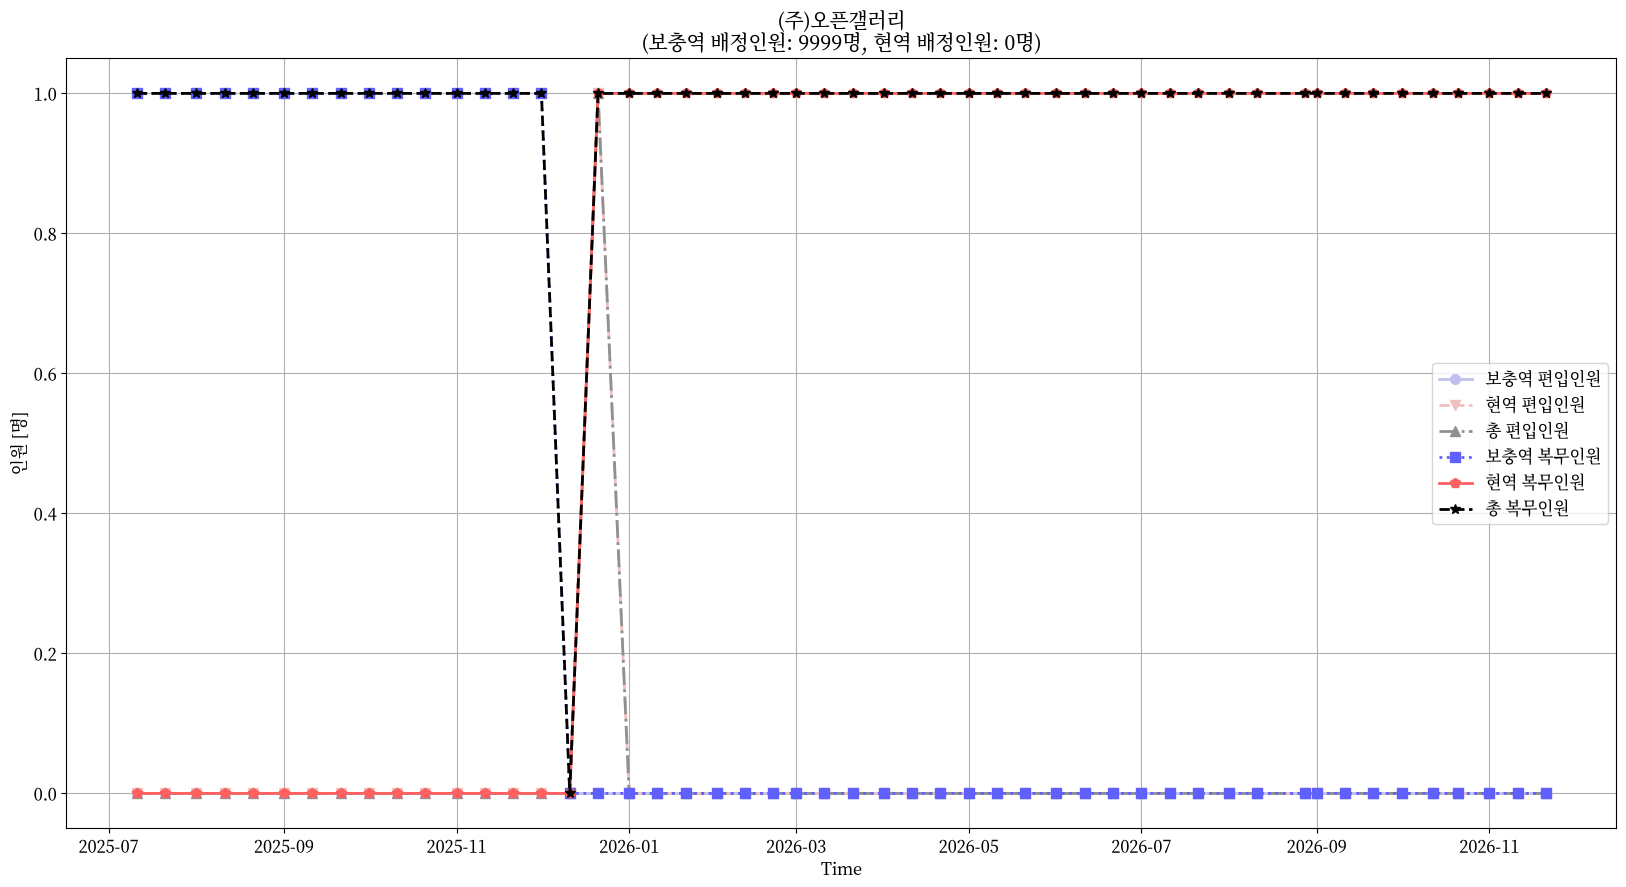 (주)오픈갤러리
(보충역 배정인원: 9999명, 현역 배정인원: 0명)
인원 [명]
1.0
0.8
0.6
0.4
0.2
0.0
보충역 편입인원
현역 편입인원
총 편입인원
보충역 복무인원
현역 복무인원
총 복무인원
2025-07 2025-09 2025-11 2026-01 2026-03 2026-05 2026-07 2026-09 2026-11
Time